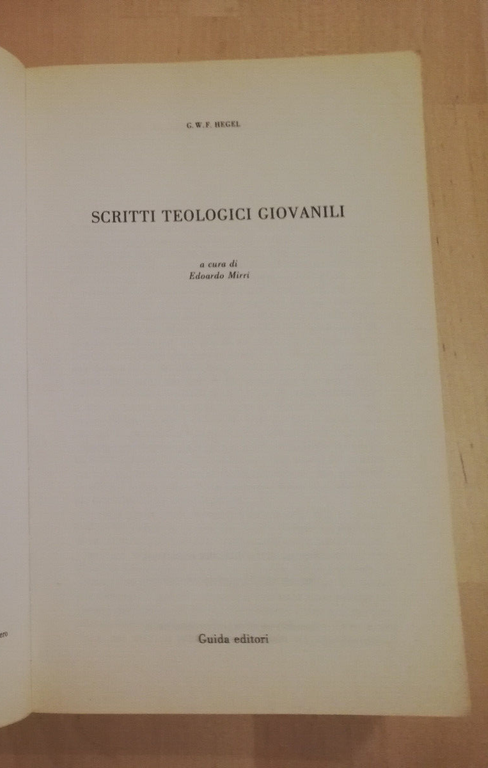 G. W. F. HEGEL
SCRITTI TEOLOGICI GIOVANILI
a cura di
Edoardo Mirri
Guida editori